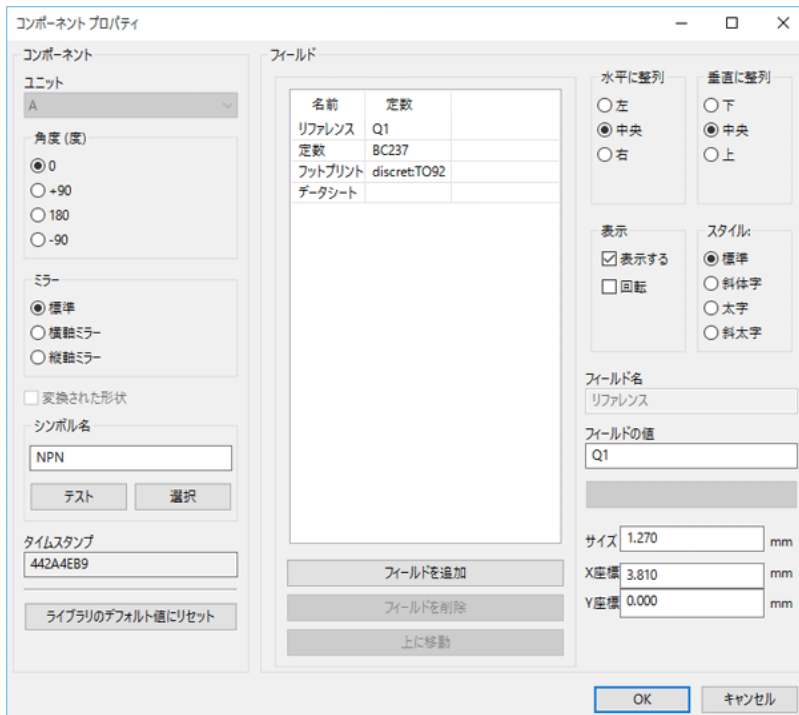 コンポーネント プロパティ
コンポーネント
ユニット
A
角度 (度)
0
+90
180
-90
ミラー
標準
横軸ミラー
縦軸ミラー
変換された形状
シンボル名
NPN
テスト 選択
タイムスタンプ
442A4EB9
ライブラリのデフォルト値にリセット
フィールド
名前 定数
リファレンス Q1
定数 BC237
フットプリント discret:TO92
データシート
フィールドを追加
フィールドを削除
上に移動
水平に整列
左
中央
右
垂直に整列
下
中央
上
表示
表示する
回転
スタイル:
標準
斜体字
太字
斜太字
フィールド名
リファレンス
フィールドの値
Q1
サイズ 1.270 mm
X座標 3.810 mm
Y座標 0.000 mm
OK キャンセル